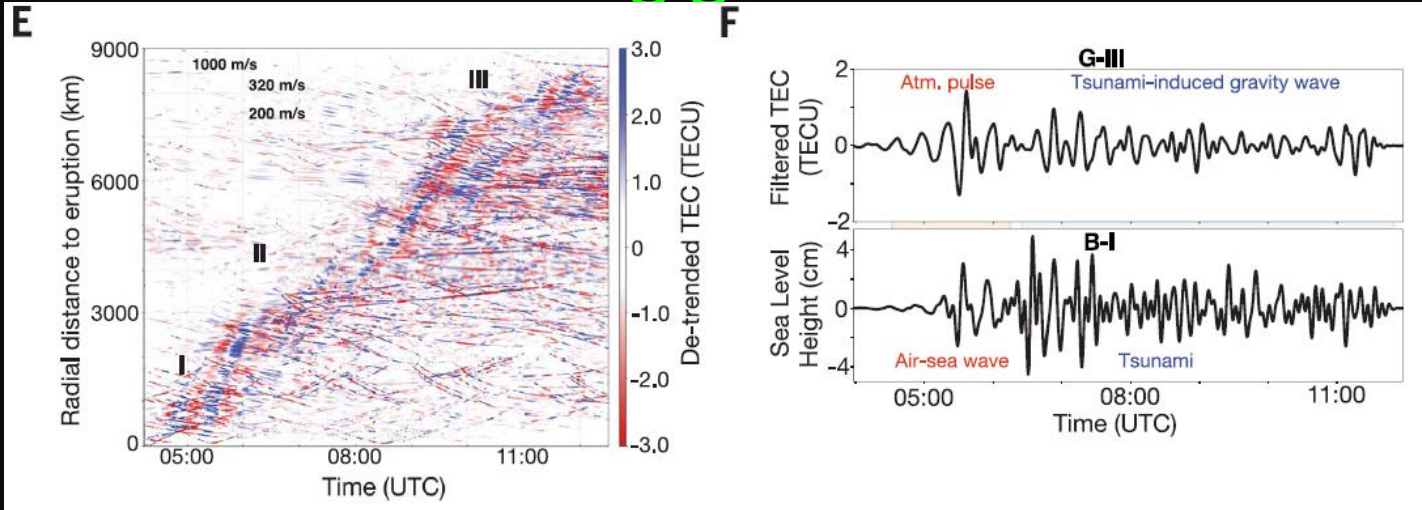 E
Radial distance to eruption (km)
9000
6000
3000
0
1000 m/s
320 m/s
200 m/s
I
II
III
05:00
08:00
11:00
Time (UTC)
3.0
2.0
1.0
0
-1.0
-2.0
-3.0
De-trended TEC (TECU)
F
G-III
Filtered TEC
(TECU)
2
0
-2
Atm. pulse
Tsunami-induced gravity wave
B-I
Sea Level
Height (cm)
4
0
-4
Air-sea wave
Tsunami
05:00
08:00
11:00
Time (UTC)